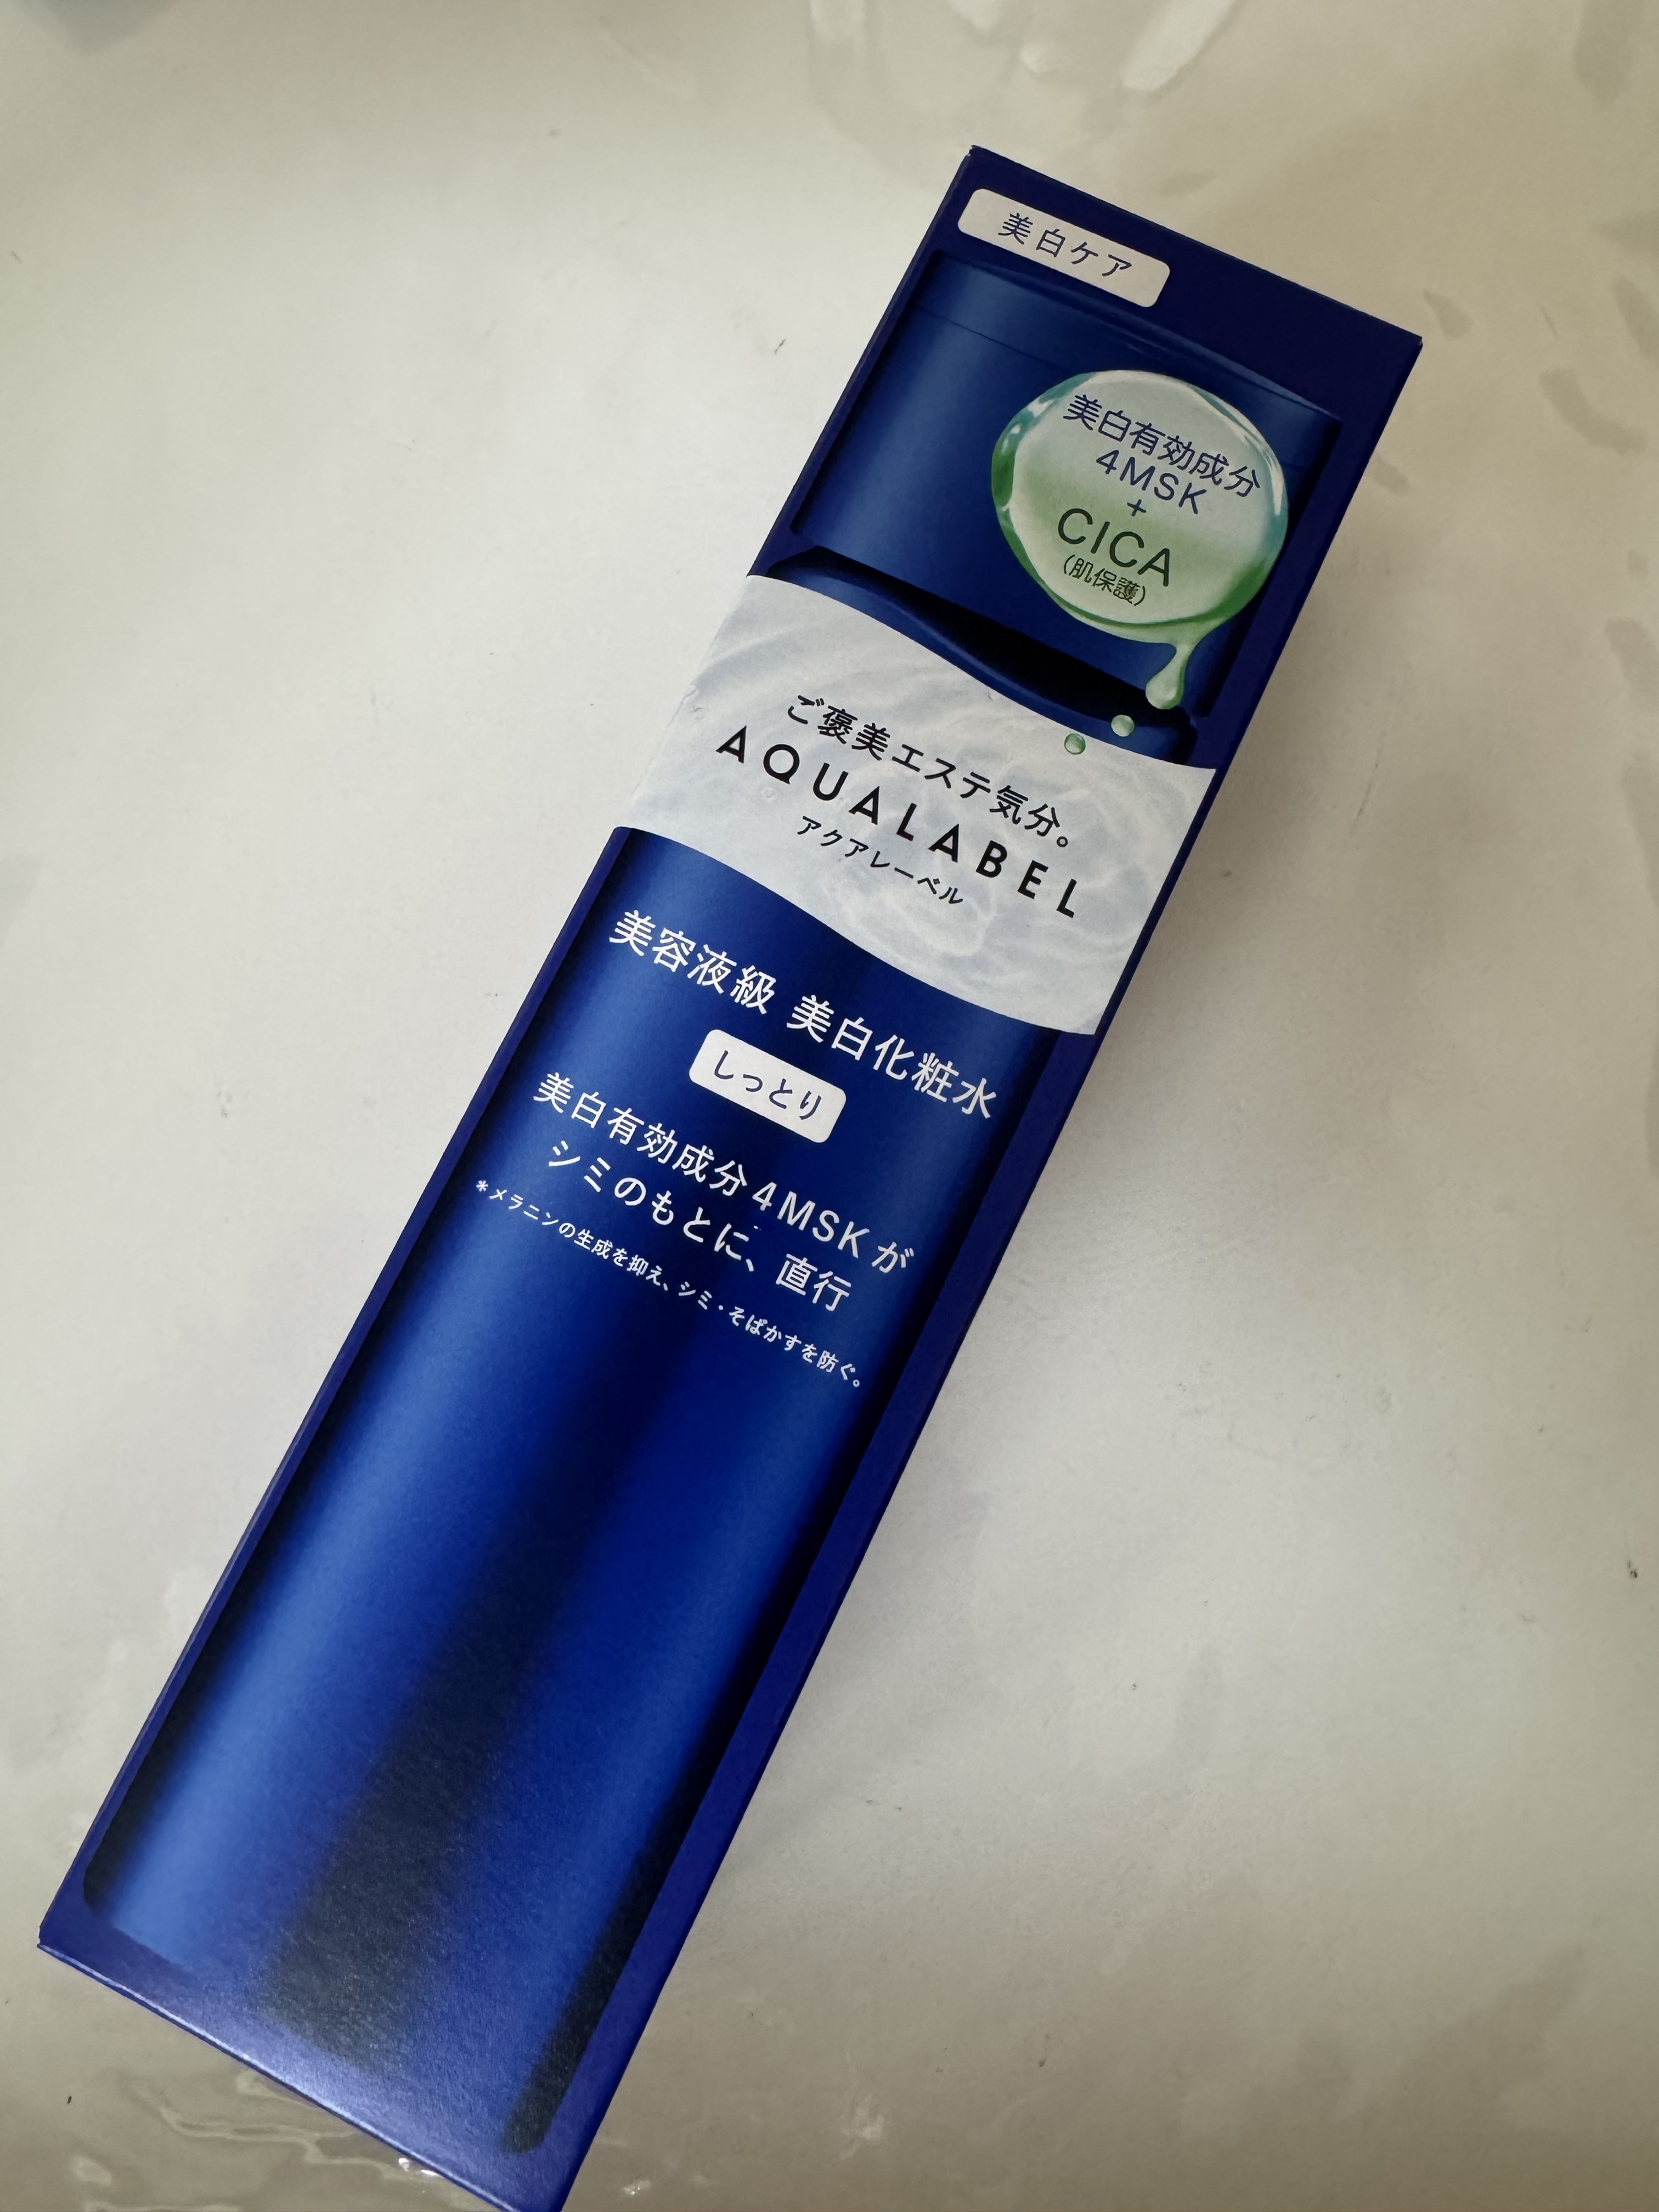 美白ケア
美白有効成分
4MSK
+
CICA
(肌保護)
ご褒美エステ気分。
AQUALABEL
アクアレーベル
美容液級 美白化粧水
しっとり
美白有効成分4MSKが
シミのもとに、直行
*メラニンの生成を抑え、シミ・そばかすを防ぐ。